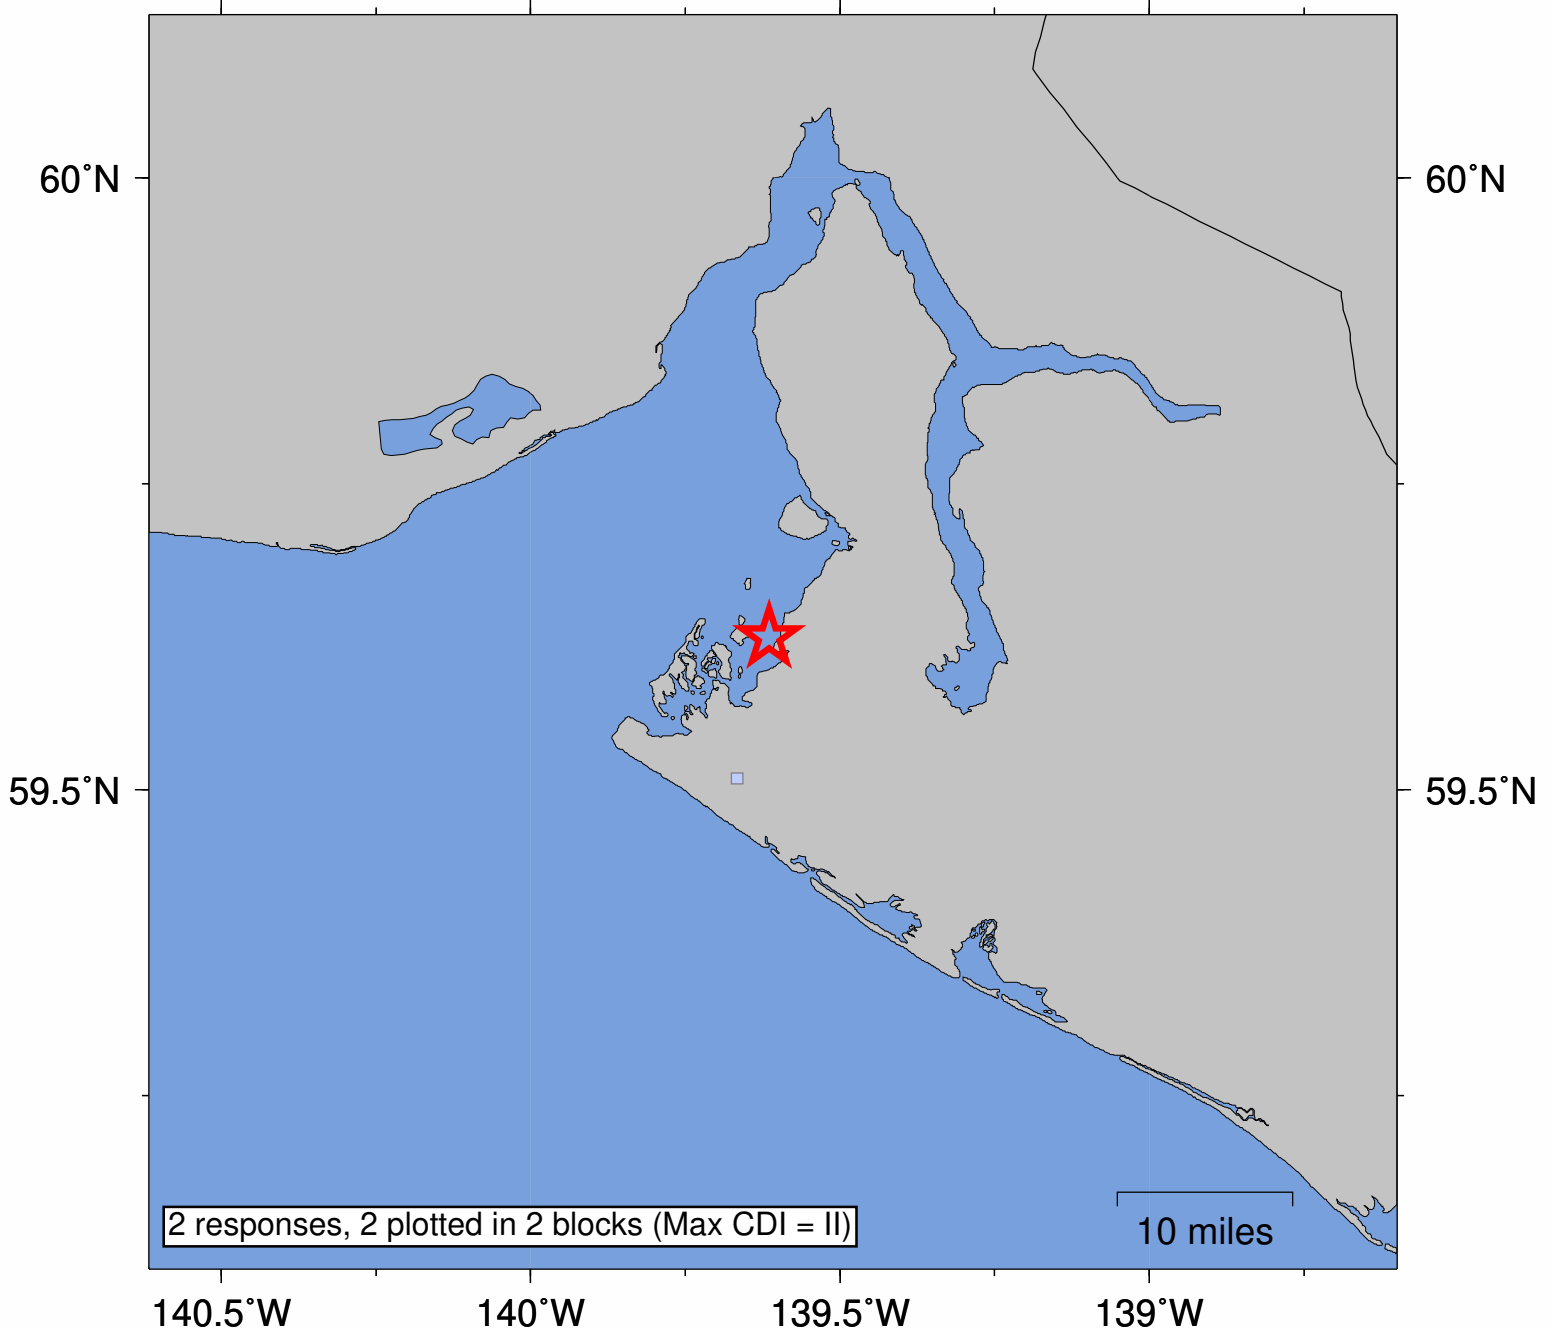 60˚N
60˚N
59.5˚N
59.5˚N
2 responses, 2 plotted in 2 blocks (Max CDI = II)
10 miles
140.5˚W
140˚W
139.5˚W
139˚W